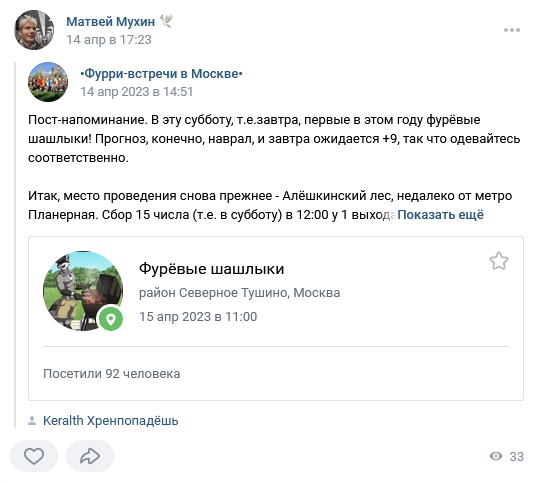 Матвей Мухин 🕊
14 апр в 17:23
•Фурри-встречи в Москве•
14 апр 2023 в 14:51
Пост-напоминание. В эту субботу, т.е.завтра, первые в этом году фурёвые
шашлыки! Прогноз, конечно, наврал, и завтра ожидается +9, так что одевайтесь
соответственно.
Итак, место проведения снова прежнее - Алёшкинский лес, недалеко от метро
Планерная. Сбор 15 числа (т.е. в субботу) в 12:00 у 1 выхода Показать ещё
Фурёвые шашлыки
район Северное Тушино, Москва
15 апр 2023 в 11:00
Посетили 92 человека
Keralth Хренпопадёшь
33